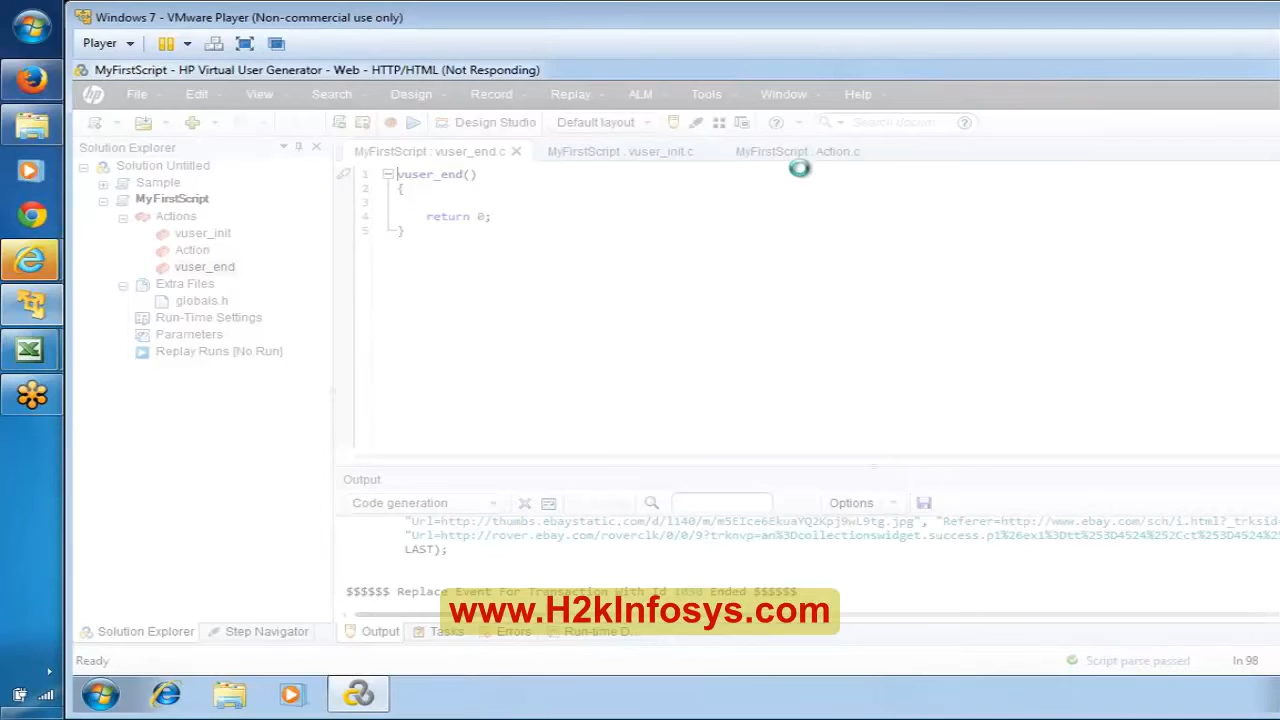 Windows 7 - VMware Player (Non-commercial use only)
Player
MyFirstScript - HP Virtual User Generator - Web - HTTP/HTML (Not Responding)
hp File Edit View Search Design Record Replay ALM Tools Window Help
Design Studio Default layout
Solution Explorer
MyFirstScript : vuser_end.c MyFirstScript : vuser_init.c MyFirstScript Action.c
Solution Untitled
Sample
MyFirstScript
Actions
vuser_init
Action
vuser_end
Extra Files
globals.h
Run-Time Settings
Parameters
Replay Runs [No Run]
1 vuser_end()
2 {
3
4 return 0;
5 }
Output
Code generation Options
LAST);
$$$$$$ Replace Event For Transaction With Id Ended $$$$$$
www.H2kInfosys.com
Solution Explorer Step Navigator Output Tasks Errors Run-time D...
Ready Script parse passed ln 98